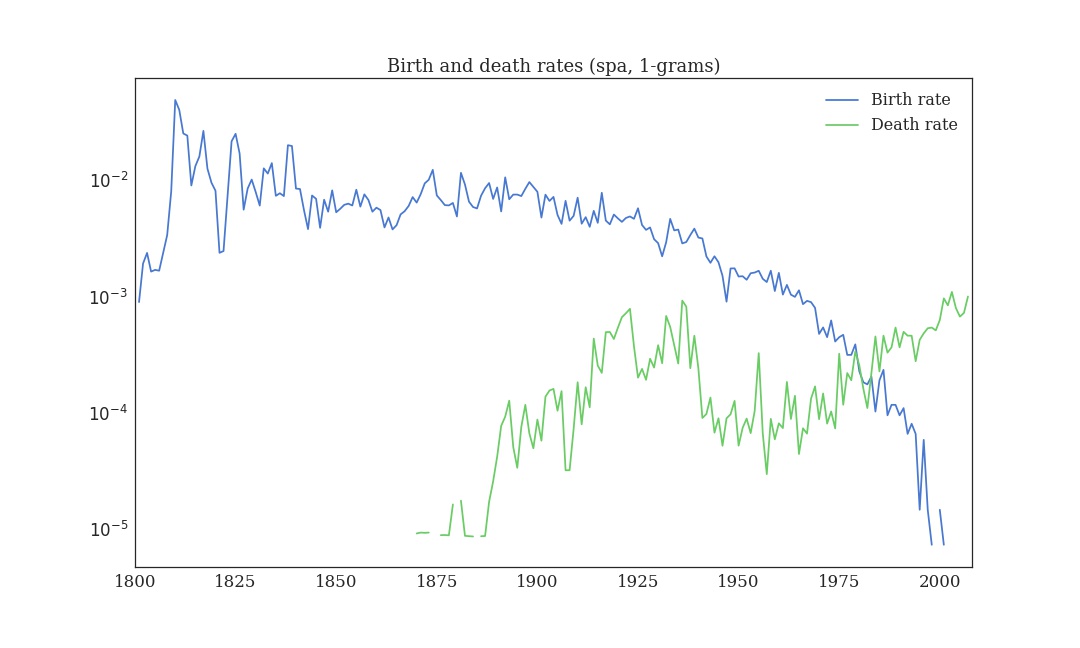 Birth and death rates (spa, 1-grams)
Birth rate
Death rate
10⁻²
10⁻³
10⁻⁴
10⁻⁵
1800 1825 1850 1875 1900 1925 1950 1975 2000